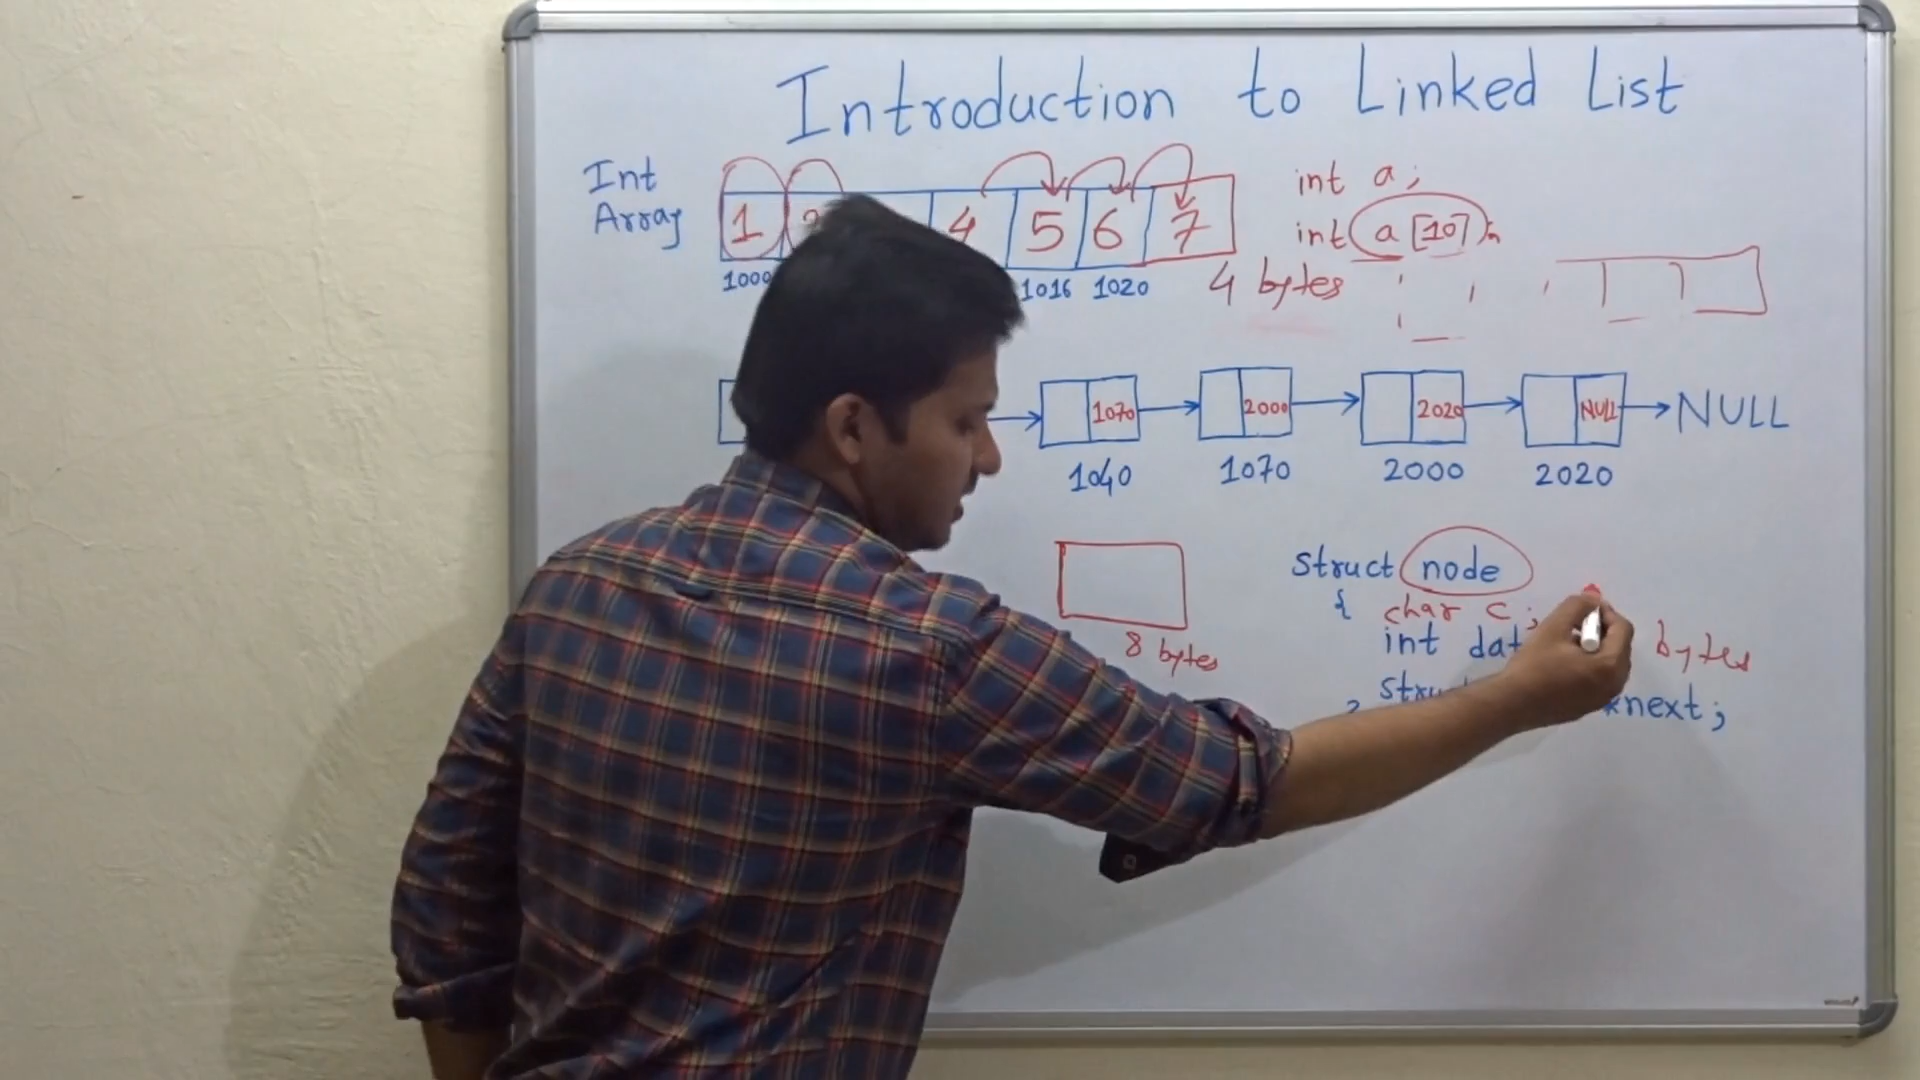 Introduction to Linked List
Int
Array
1 4 5 6 7
1000 1016 1020
int a;
int a [10];
4 bytes
1070 2000 2020 NULL NULL
1040 1070 2000 2020
8 bytes
struct node
{ char c;
int
bytes
*next;